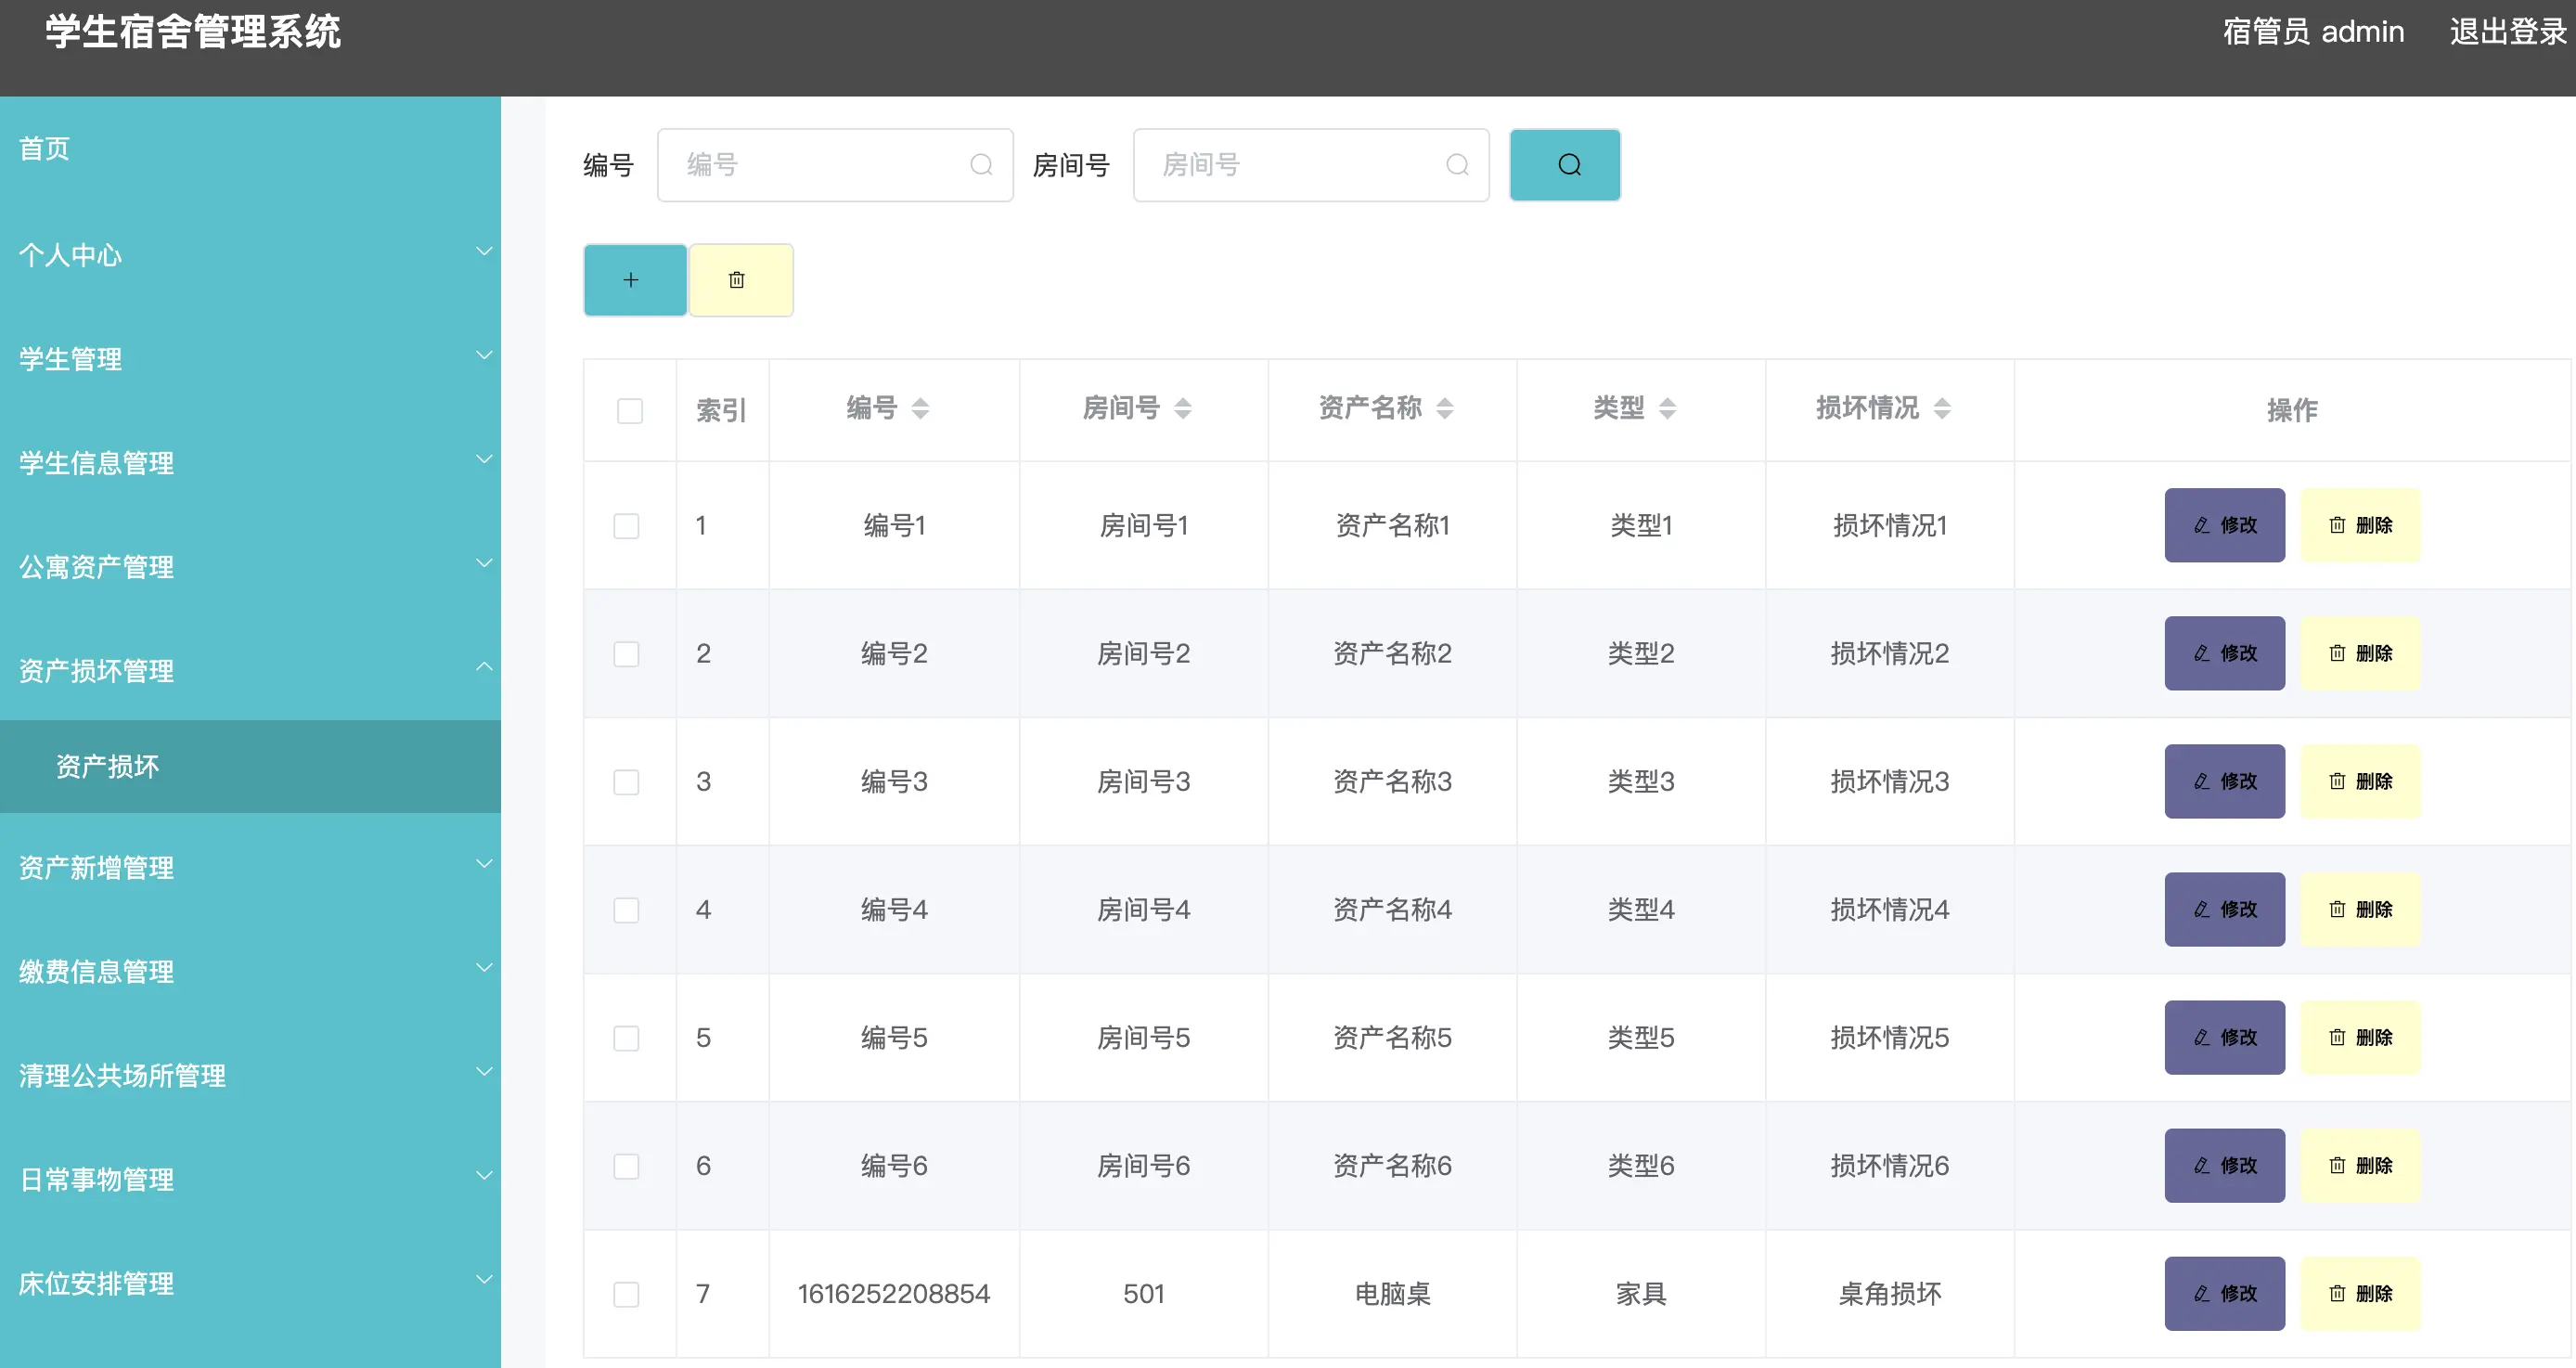 学生宿舍管理系统
宿管员 admin 退出登录
首页
个人中心
学生管理
学生信息管理
公寓资产管理
资产损坏管理
资产损坏
资产新增管理
缴费信息管理
清理公共场所管理
日常事物管理
床位安排管理
编号 编号 房间号 房间号
索引 编号 房间号 资产名称 类型 损坏情况 操作
1 编号1 房间号1 资产名称1 类型1 损坏情况1 修改 删除
2 编号2 房间号2 资产名称2 类型2 损坏情况2 修改 删除
3 编号3 房间号3 资产名称3 类型3 损坏情况3 修改 删除
4 编号4 房间号4 资产名称4 类型4 损坏情况4 修改 删除
5 编号5 房间号5 资产名称5 类型5 损坏情况5 修改 删除
6 编号6 房间号6 资产名称6 类型6 损坏情况6 修改 删除
7 1616252208854 501 电脑桌 家具 桌角损坏 修改 删除